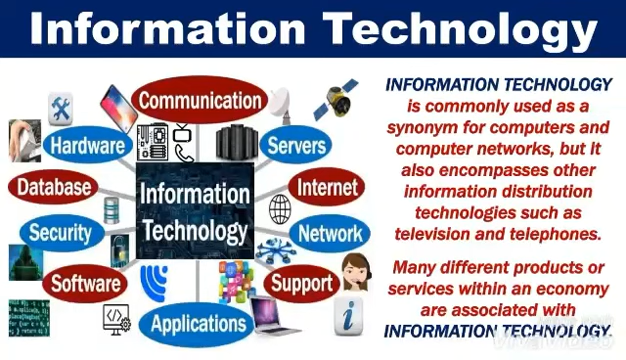 Information Technology
Communication
Hardware
Servers
Database
Internet
Information
Technology
Security
Network
Software
Support
Applications
INFORMATION TECHNOLOGY
is commonly used as a
synonym for computers and
computer networks, but it
also encompasses other
information distribution
technologies such as
television and telephones.
Many different products or
services within an economy
are associated with
INFORMATION TECHNOLOGY.